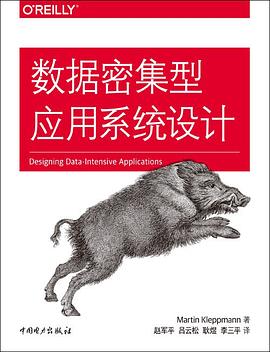 O'REILLY®
数据密集型
应用系统设计
Designing Data-Intensive Applications
Martin Kleppmann 著
赵军平 吕云松 耿煜 李三平 译
中国电力出版社